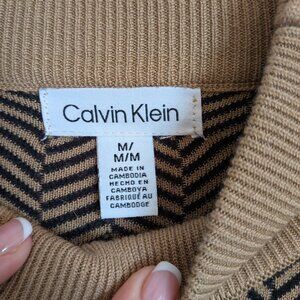 Calvin Klein
M/
M/M
MADE IN
CAMBODIA
HECHO EN
CAMBOYA
FABRIQUÉ AU
CAMBODGE